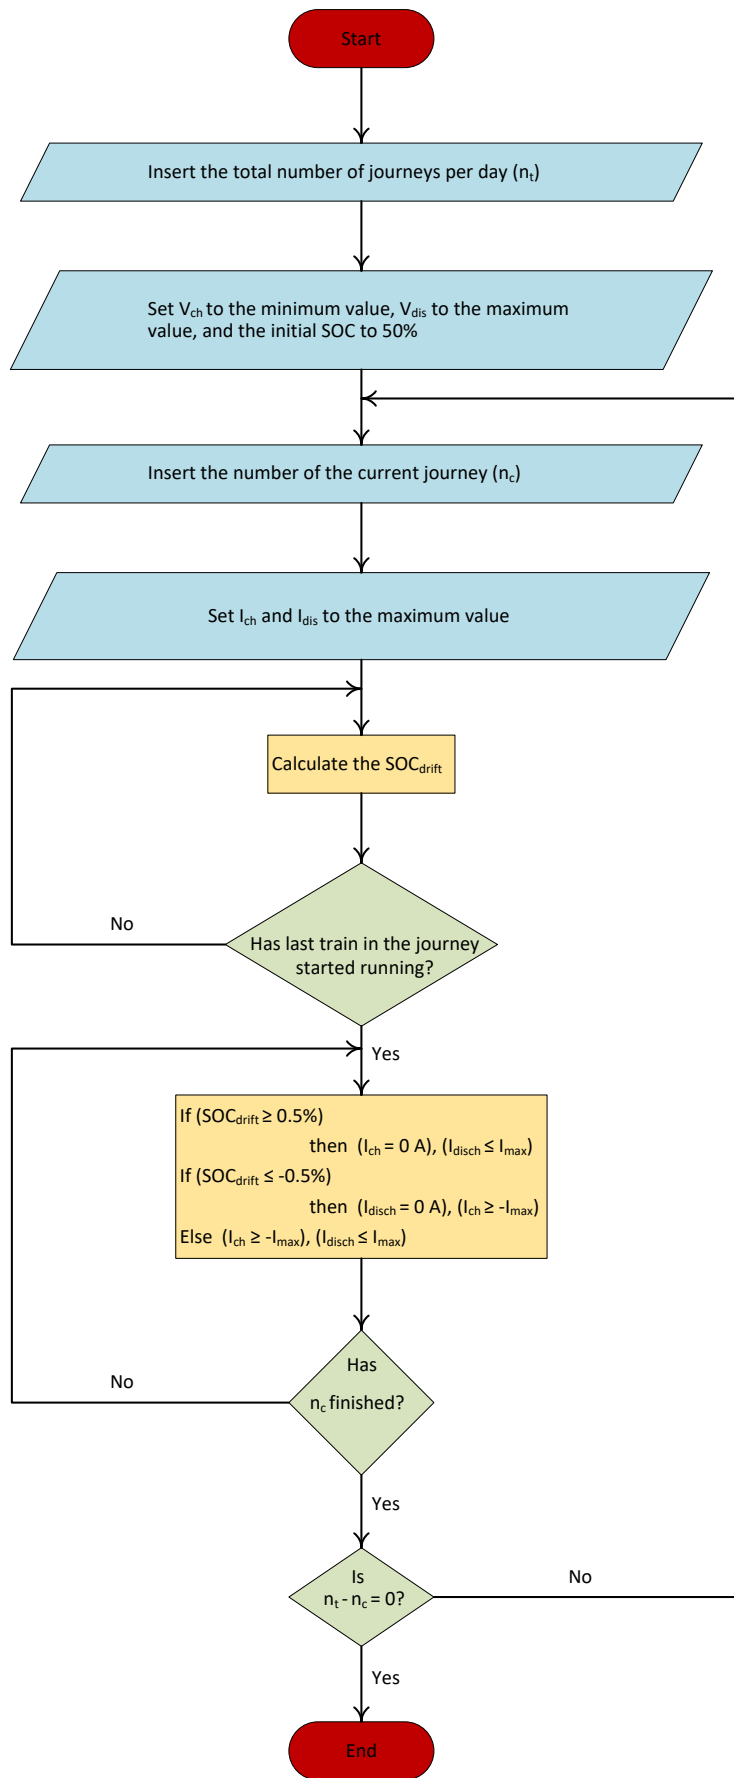 Start
Insert the total number of journeys per day (nt)
Set Vch to the minimum value, Vdis to the maximum
value, and the initial SOC to 50%
Insert the number of the current journey (nc)
Set Ich and Idis to the maximum value
Calculate the SOCdrift
No
Has last train in the journey
started running?
Yes
If (SOCdrift ≥ 0.5%)
then (Ich = 0 A), (Idisch ≤ Imax)
If (SOCdrift ≤ -0.5%)
then (Idisch = 0 A), (Ich ≥ -Imax)
Else (Ich ≥ -Imax), (Idisch ≤ Imax)
Has
No
nc finished?
Yes
Is
No
nt - nc = 0?
Yes
End